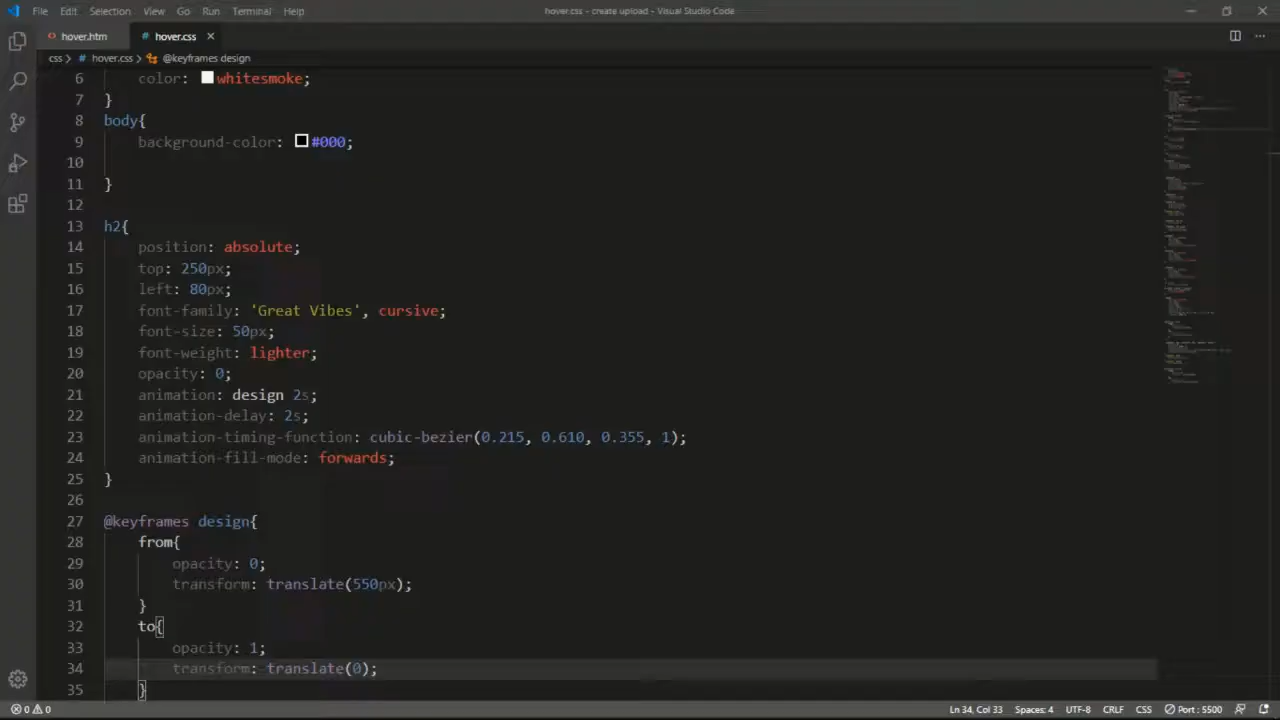 File Edit Selection View Go Run Terminal Help
hover.css - create upload - Visual Studio Code
hover.htm
hover.css
css > hover.css > @keyframes design
6 color: whitesmoke;
7 }
8 body{
9 background-color: #000;
10
11 }
12
13 h2{
14 position: absolute;
15 top: 250px;
16 left: 80px;
17 font-family: 'Great Vibes', cursive;
18 font-size: 50px;
19 font-weight: lighter;
20 opacity: 0;
21 animation: design 2s;
22 animation-delay: 2s;
23 animation-timing-function: cubic-bezier(0.215, 0.610, 0.355, 1);
24 animation-fill-mode: forwards;
25 }
26
27 @keyframes design{
28 from{
29 opacity: 0;
30 transform: translate(550px);
31 }
32 to{
33 opacity: 1;
34 transform: translate(0);
35 }
0 0 Ln 34, Col 33 Spaces: 4 UTF-8 CRLF CSS Port : 5500